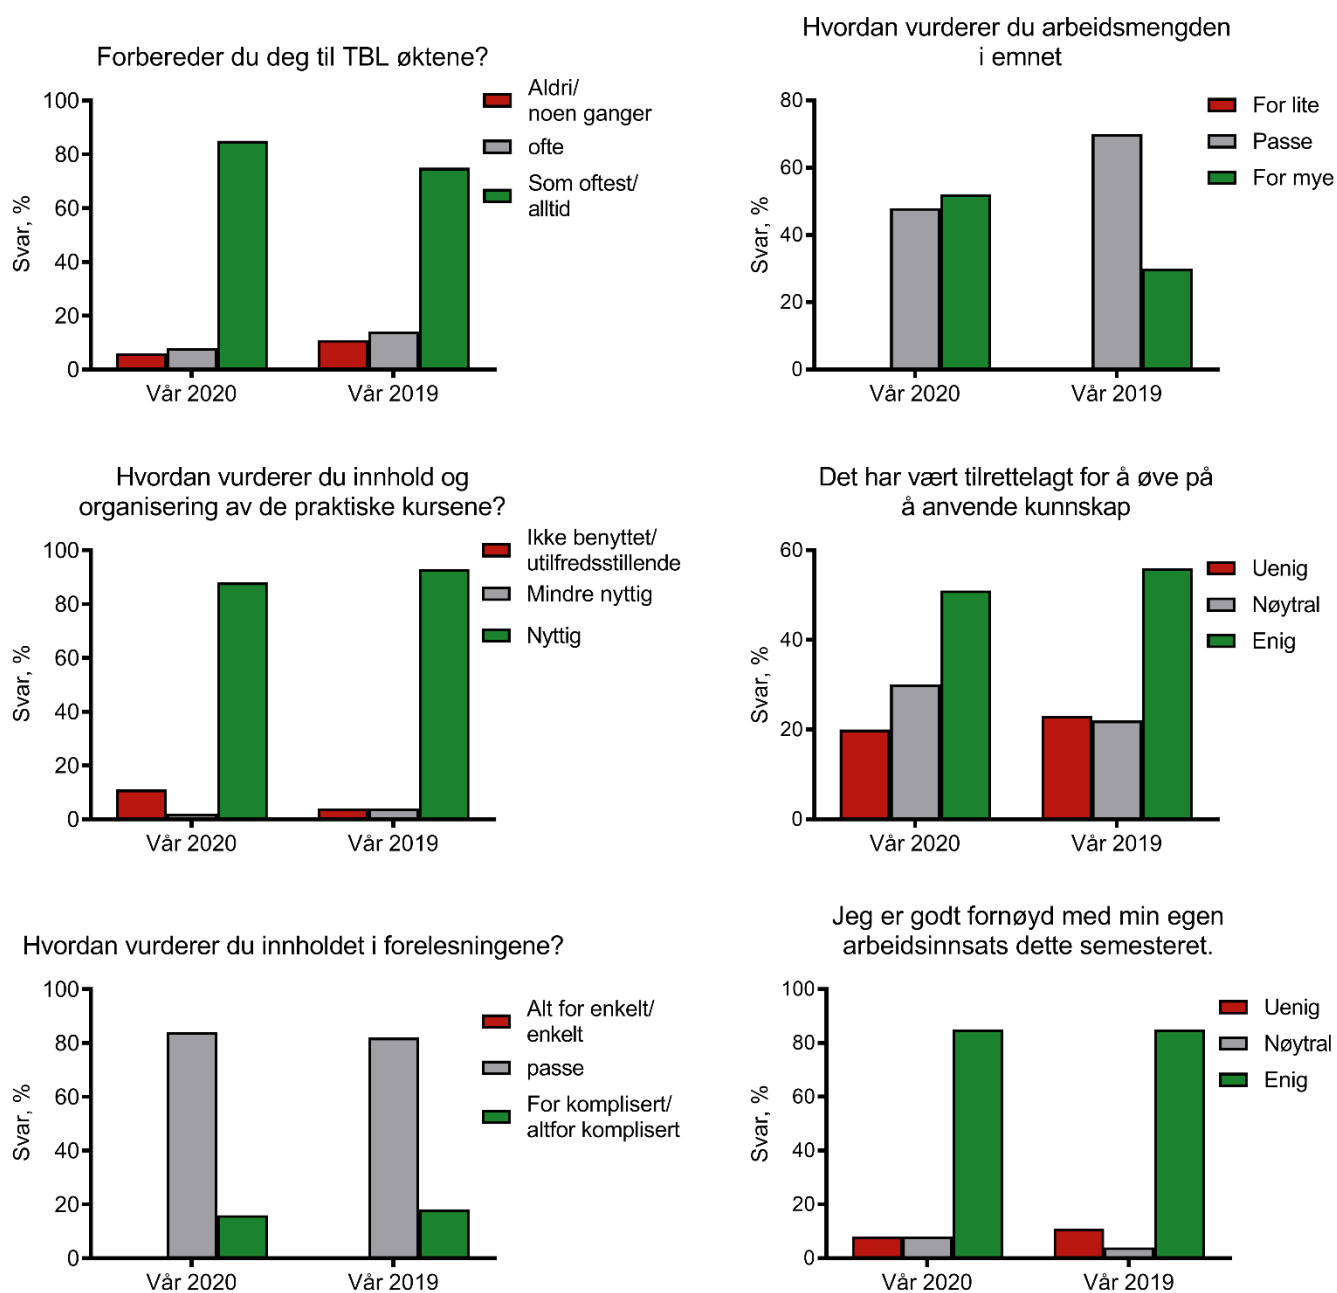 Forbereder du deg til TBL øktene?
Svar, %
100
80
60
40
20
0
Vår 2020
Vår 2019
Aldri/
noen ganger
ofte
Som oftest/
alltid
Hvordan vurderer du arbeidsmengden
i emnet
Svar, %
80
60
40
20
0
Vår 2020
Vår 2019
For lite
Passe
For mye
Hvordan vurderer du innhold og
organisering av de praktiske kursene?
Svar, %
100
80
60
40
20
0
Vår 2020
Vår 2019
Ikke benyttet/
utilfredsstillende
Mindre nyttig
Nyttig
Det har vært tilrettelagt for å øve på
å anvende kunnskap
Svar, %
60
40
20
0
Vår 2020
Vår 2019
Uenig
Nøytral
Enig
Hvordan vurderer du innholdet i forelesningene?
Svar, %
100
80
60
40
20
0
Vår 2020
Vår 2019
Alt for enkelt/
enkelt
passe
For komplisert/
altfor komplisert
Jeg er godt fornøyd med min egen
arbeidsinnsats dette semesteret.
Svar, %
100
80
60
40
20
0
Vår 2020
Vår 2019
Uenig
Nøytral
Enig